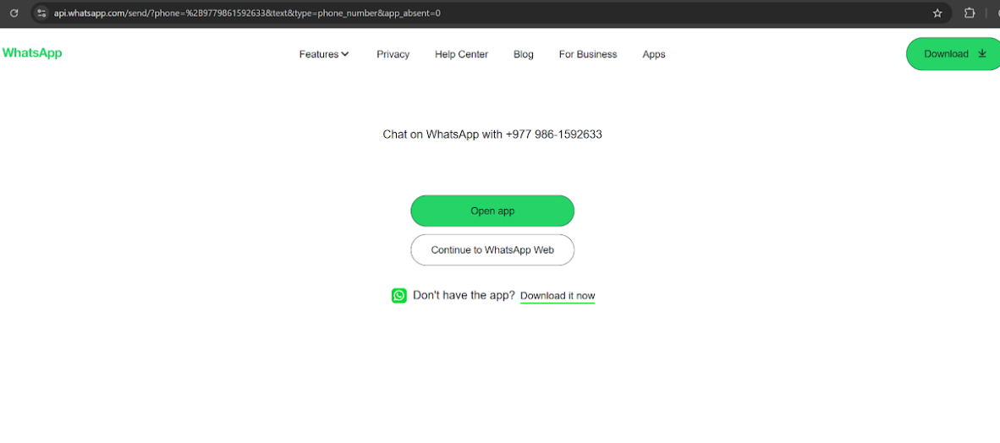 api.whatsapp.com/send/?phone=%2B9779861592633&text&type=phone_number&app_absent=0
WhatsApp
Features
Privacy
Help Center
Blog
For Business
Apps
Download
Chat on WhatsApp with +977 986-1592633
Open app
Continue to WhatsApp Web
Don't have the app? Download it now